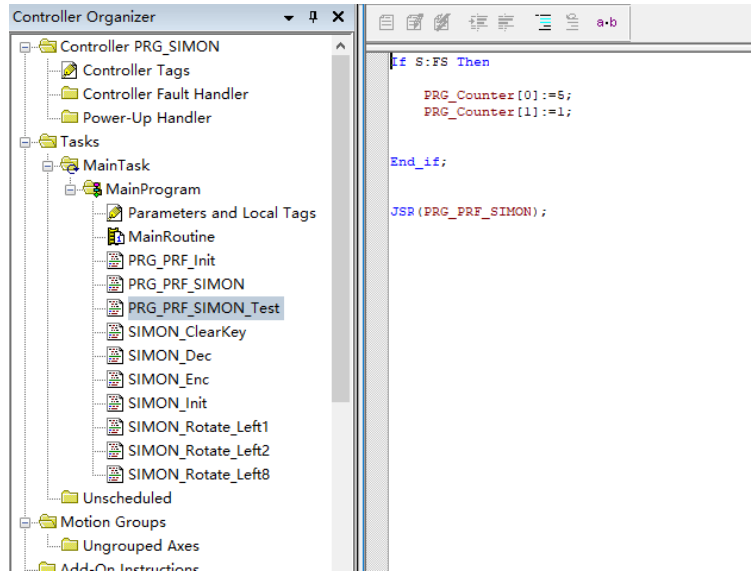 Controller Organizer
Controller PRG_SIMON
Controller Tags
Controller Fault Handler
Power-Up Handler
Tasks
MainTask
MainProgram
Parameters and Local Tags
MainRoutine
PRG_PRF_Init
PRG_PRF_SIMON
PRG_PRF_SIMON_Test
SIMON_ClearKey
SIMON_Dec
SIMON_Enc
SIMON_Init
SIMON_Rotate_Left1
SIMON_Rotate_Left2
SIMON_Rotate_Left8
Unscheduled
Motion Groups
Ungrouped Axes
Add-On Instructions
a•b
If S:FS Then
PRG_Counter[0]:=5;
PRG_Counter[1]:=1;
End_if;
JSR(PRG_PRF_SIMON);